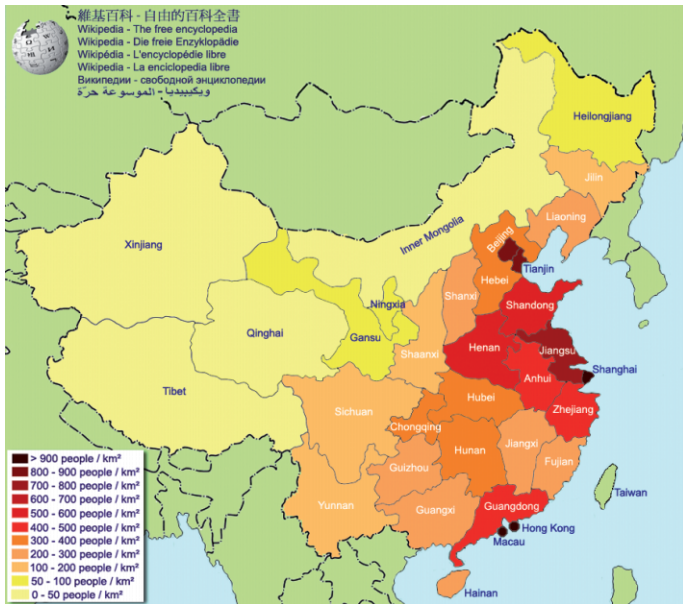 維基百科 - 自由的百科全書
Wikipedia - The free encyclopedia
Wikipedia - Die freie Enzyklopädie
Wikipédia - L'encyclopédie libre
Wikipedia - La enciclopedia libre
Википедии - свободной энциклопедии
ويكيبيديا - الموسوعة حرّة
Heilongjiang
Jilin
Liaoning
Inner Mongolia
Xinjiang
Beijing
Tianjin
Hebei
Shanxi
Shandong
Ningxia
Qinghai
Gansu
Shaanxi
Henan
Jiangsu
Shanghai
Anhui
Tibet
Hubei
Zhejiang
Sichuan
Chongqing
Hunan
Jiangxi
Guizhou
Fujian
Yunnan
Guangxi
Guangdong
Taiwan
Hong Kong
Macau
Hainan
> 900 people / km²
800 - 900 people / km²
700 - 800 people / km²
600 - 700 people / km²
500 - 600 people / km²
400 - 500 people / km²
300 - 400 people / km²
200 - 300 people / km²
100 - 200 people / km²
50 - 100 people / km²
0 - 50 people / km²